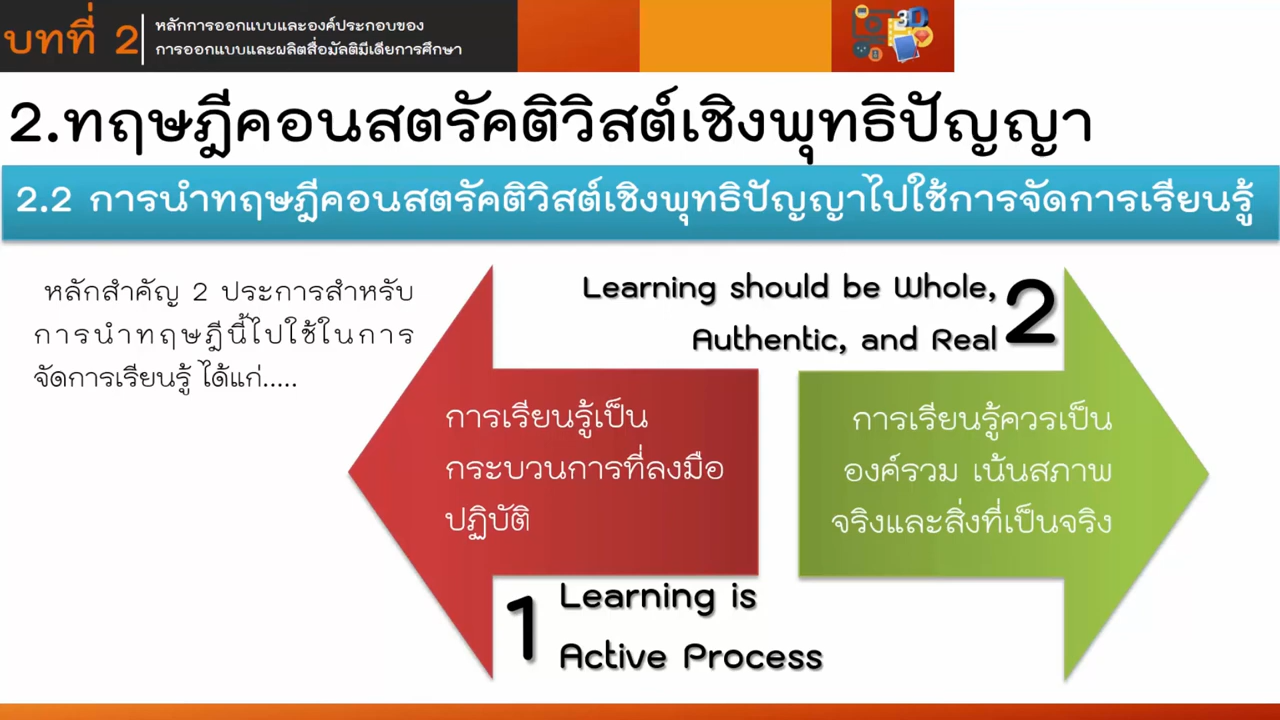 บทที่ 2
หลักการออกแบบและองค์ประกอบของ
การออกแบบและผลิตสื่อมัลติมีเดียการศึกษา
3D
2.ทฤษฎีคอนสตรัคติวิสต์เชิงพุทธิปัญญา
2.2 การนำทฤษฎีคอนสตรัคติวิสต์เชิงพุทธิปัญญาไปใช้การจัดการเรียนรู้
หลักสำคัญ 2 ประการสำหรับ
การนำทฤษฎีนี้ไปใช้ในการ
จัดการเรียนรู้ ได้แก่.....
Learning should be Whole,
Authentic, and Real
2
การเรียนรู้เป็น
กระบวนการที่ลงมือ
ปฏิบัติ
การเรียนรู้ควรเป็น
องค์รวม เน้นสภาพ
จริงและสิ่งที่เป็นจริง
1
Learning is
Active Process